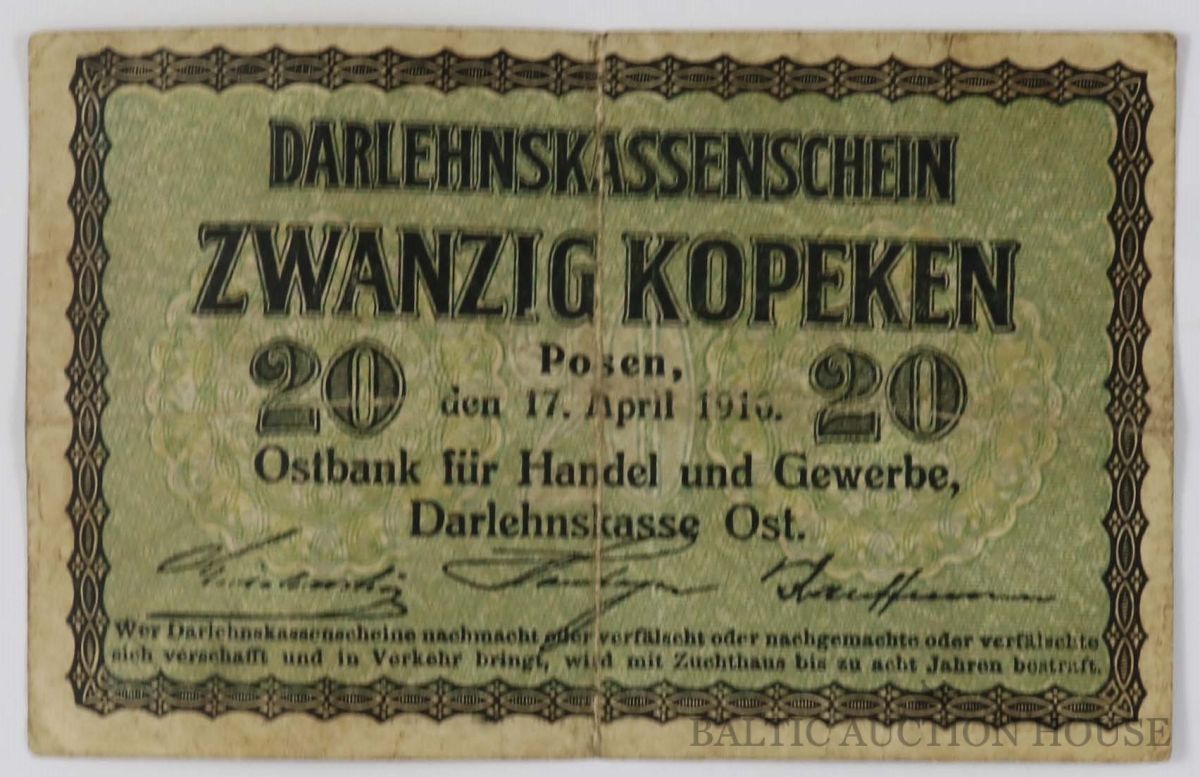 DARLEHNSKASSENSCHEIN
ZWANZIG KOPEKEN
20 Posen, 20
den 17. April 1916.
Ostbank für Handel und Gewerbe,
Darlehnskasse Ost.
Kauffmann
Wer Darlehnskassenscheine nachmacht oder verfälscht oder nachgemachte oder verfälschte
sich verschafft und in Verkehr bringt, wird mit Zuchthaus bis zu acht Jahren bestraft.
BALTIC AUCTION HOUSE